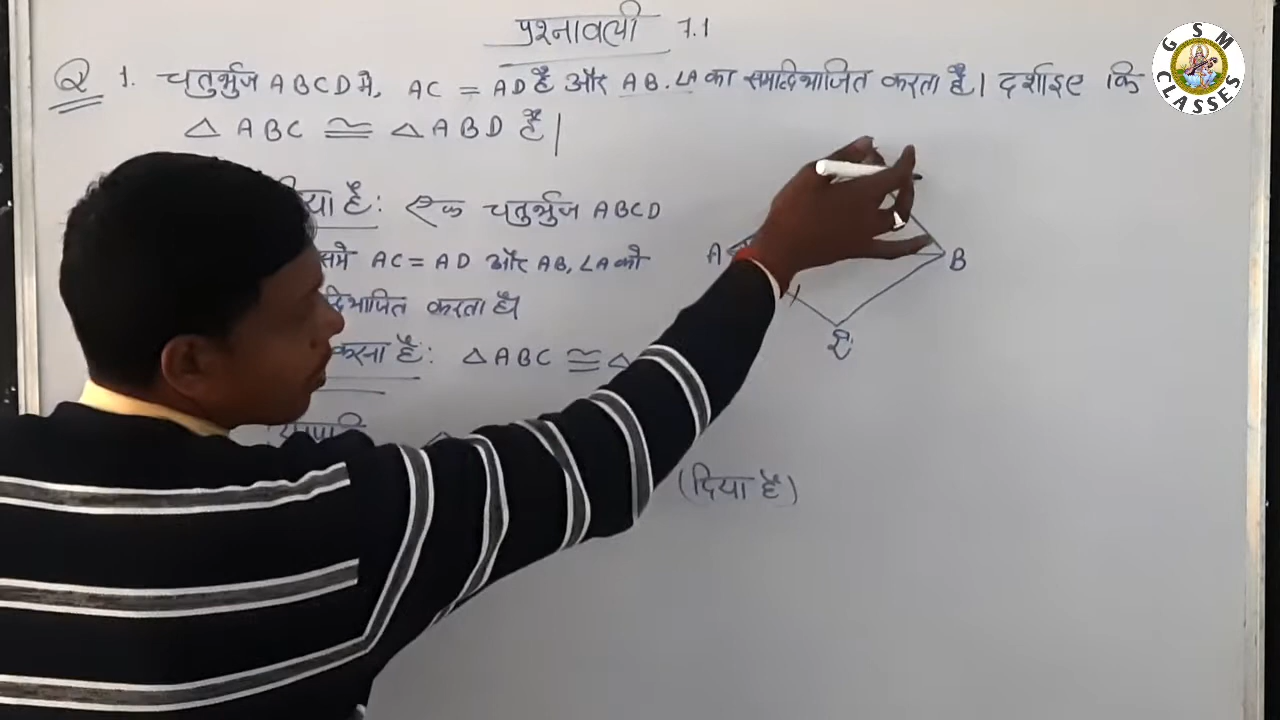 प्रश्नावली 7.1
Q 1. चतुर्भुज ABCD मे, AC = AD है और AB, ∠A का समद्विभाजित करता है। दर्शाइए कि
△ ABC ≅ △ ABD है।
है: एक चतुर्भुज ABCD
AC = AD और AB, ∠A को
करता है।
करना है: △ ABC ≅ △
(दिया है)
A
B
GSM CLASSES